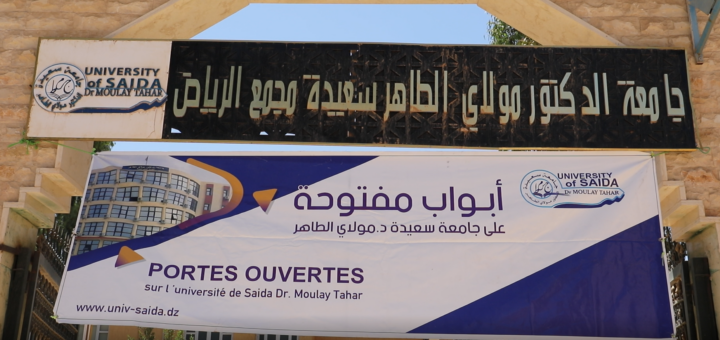 جامعة الدكتور مولاي الطاهر سعيدة مجمع الرياض
UNIVERSITY
of SAIDA
Dr MOULAY TAHAR
أبواب مفتوحة
على جامعة سعيدة د.مولاي الطاهر
UNIVERSITY
of SAIDA
Dr MOULAY TAHAR
PORTES OUVERTES
sur l 'université de Saida Dr. Moulay Tahar
www.univ-saida.dz